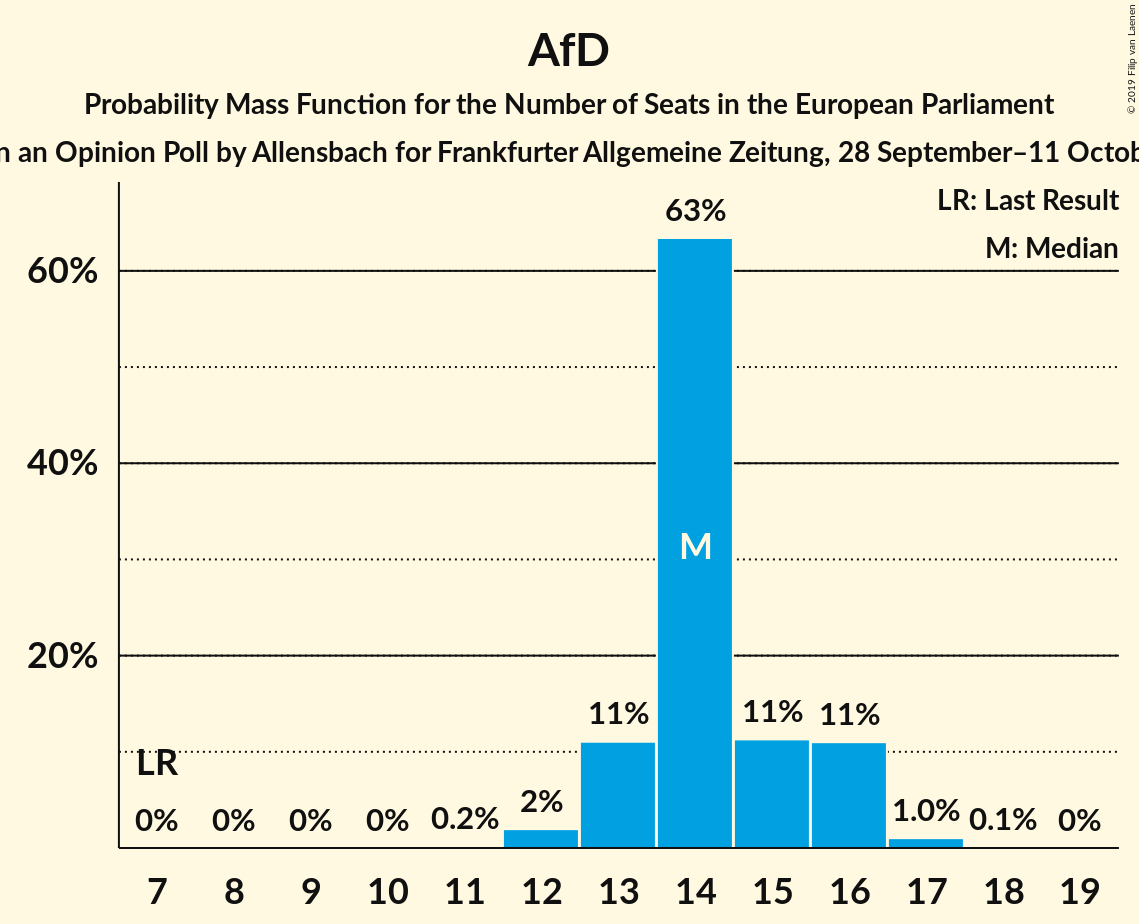 AfD
Probability Mass Function for the Number of Seats in the European Parliament
an Opinion Poll by Allensbach for Frankfurter Allgemeine Zeitung, 28 September–11
© 2019 Filip van Laenen
LR: Last Result
M: Median
60%
40%
20%
63%
M
LR
0%
0%
0%
0%
0.2%
2%
11%
11%
11%
1.0%
0.1%
0%
7 8 9 10 11 12 13 14 15 16 17 18 19